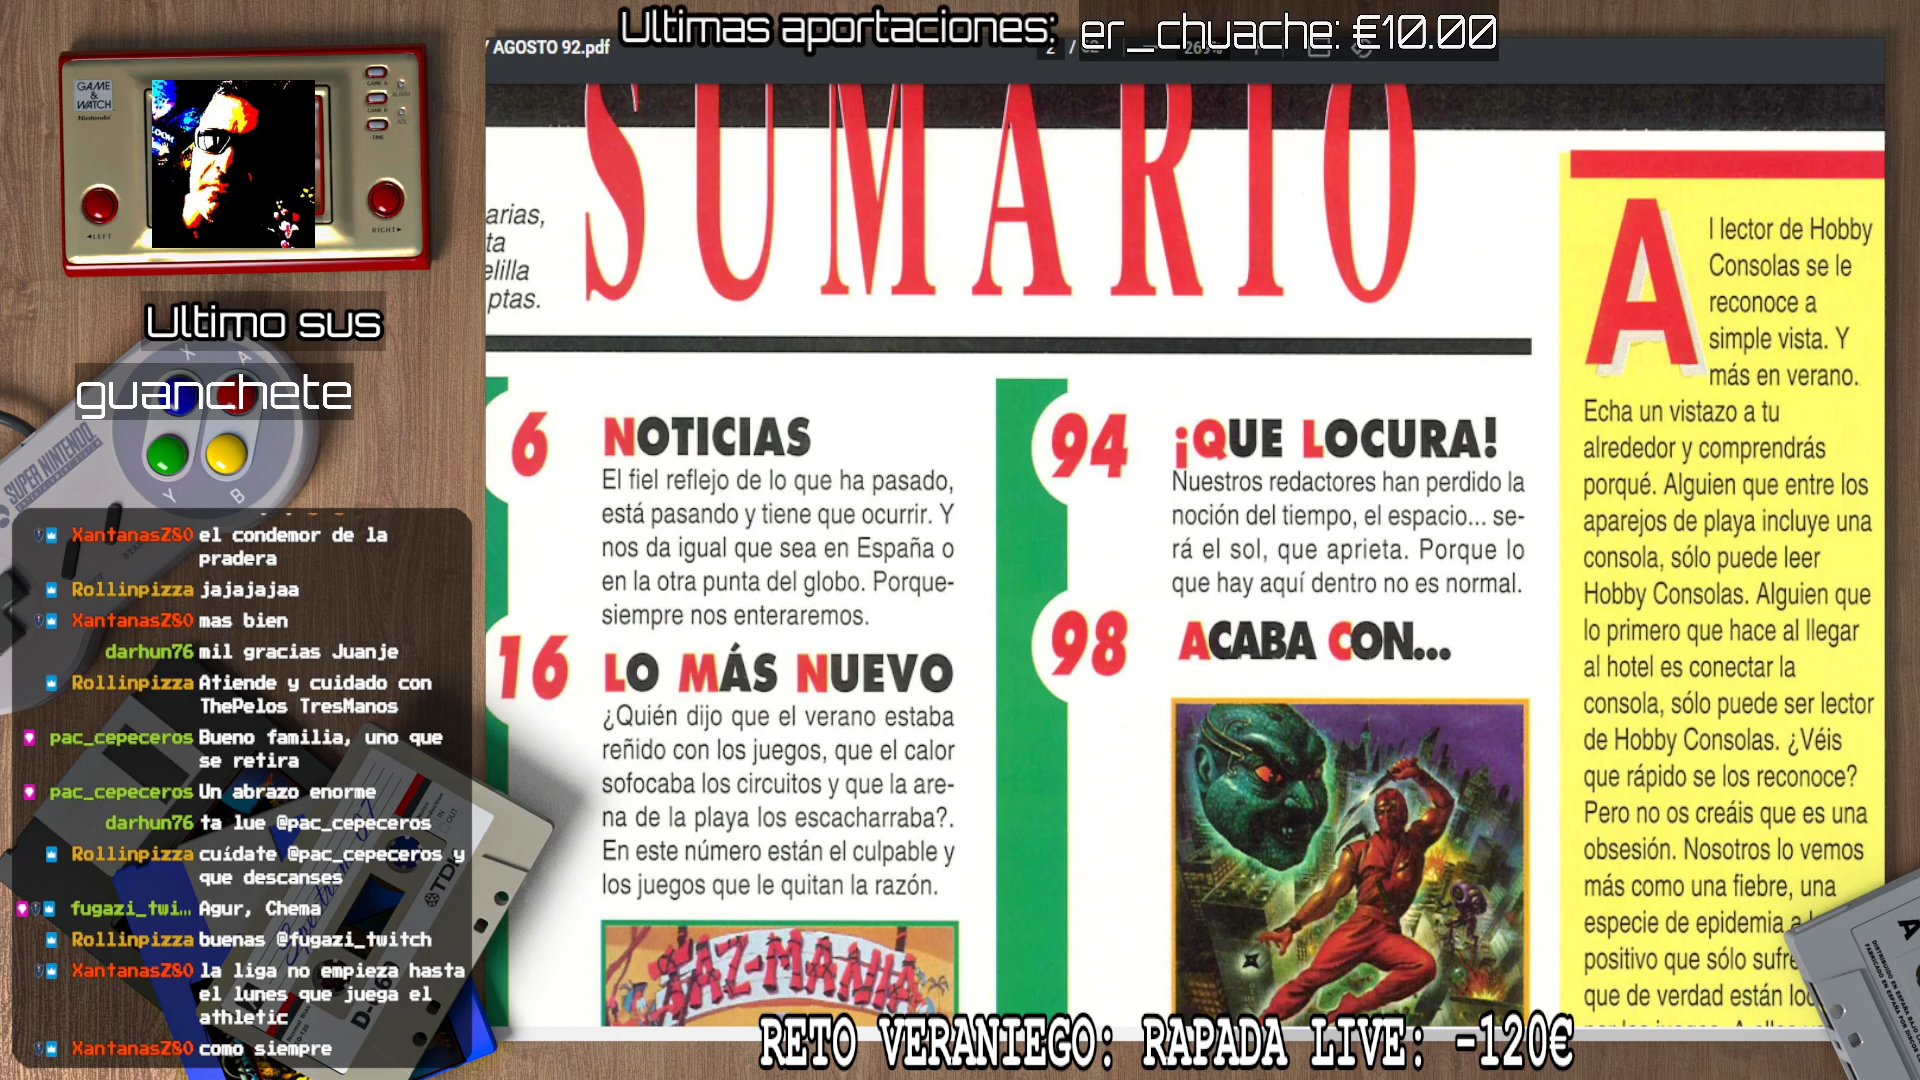 Ultimas aportaciones: er_chuache: €10.00
/ AGOSTO 92.pdf
2 /
GAME & WATCH
Nintendo
GAME A
ALARM
GAME B
ACL
TIME
◄LEFT
RIGHT►
Ultimo sus
guanchete
X
A
Y
B
SUPER NINTENDO
XantanasZ80 el condemor de la
pradera
Rollinpizza jajajajaa
XantanasZ80 mas bien
darhun76 mil gracias Juanje
Rollinpizza Atiende y cuidado con
ThePelos TresManos
pac_cepeceros Bueno familia, uno que
se retira
pac_cepeceros Un abrazo enorme
darhun76 ta lue @pac_cepeceros
Rollinpizza cuídate @pac_cepeceros y
que descanses
fugazi_twi... Agur, Chema
Rollinpizza buenas @fugazi_twitch
XantanasZ80 la liga no empieza hasta
el lunes que juega el
athletic
XantanasZ80 como siempre
TDK
SUMARIO
arias,
ta
elilla
ptas.
6 NOTICIAS
El fiel reflejo de lo que ha pasado,
está pasando y tiene que ocurrir. Y
nos da igual que sea en España o
en la otra punta del globo. Porque-
siempre nos enteraremos.
16 LO MÁS NUEVO
¿Quién dijo que el verano estaba
reñido con los juegos, que el calor
sofocaba los circuitos y que la are-
na de la playa los escacharraba?.
En este número están el culpable y
los juegos que le quitan la razón.
TAZ-MANIA
94 ¡QUE LOCURA!
Nuestros redactores han perdido la
noción del tiempo, el espacio... se-
rá el sol, que aprieta. Porque lo
que hay aquí dentro no es normal.
98 ACABA CON...
Al lector de Hobby
Consolas se le
reconoce a
simple vista. Y
más en verano.
Echa un vistazo a tu
alrededor y comprendrás
porqué. Alguien que entre los
aparejos de playa incluye una
consola, sólo puede leer
Hobby Consolas. Alguien que
lo primero que hace al llegar
al hotel es conectar la
consola, sólo puede ser lector
de Hobby Consolas. ¿Véis
que rápido se los reconoce?
Pero no os creáis que es una
obsesión. Nosotros lo vemos
más como una fiebre, una
especie de epidemia
positivo que sólo
que de verdad están
RETO VERANIEGO: RAPADA LIVE: -120€